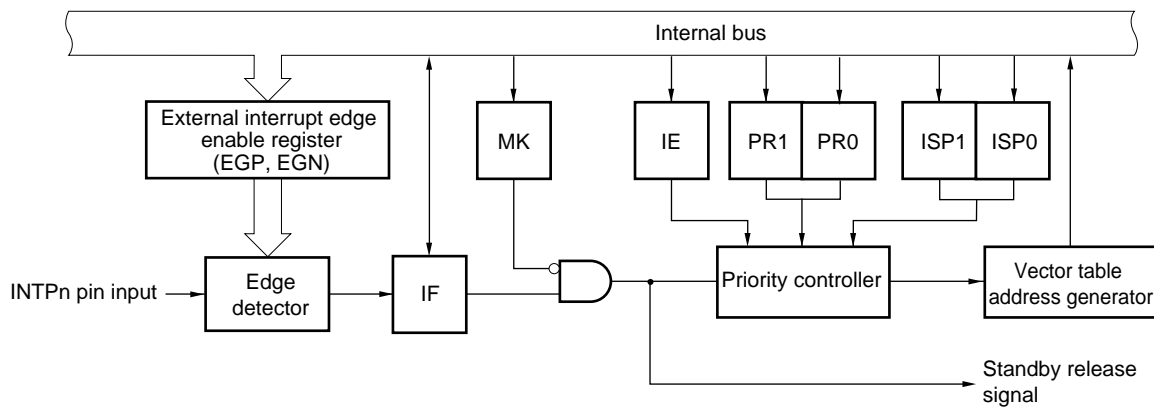 Internal bus
External interrupt edge
enable register
(EGP, EGN)
MK
IE
PR1
PR0
ISP1
ISP0
INTPn pin input
Edge
detector
IF
Priority controller
Vector table
address generator
Standby release
signal